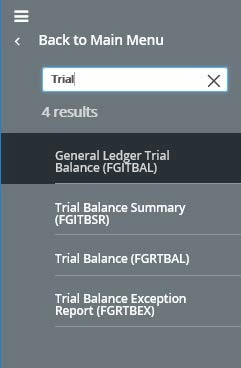 Back to Main Menu
Trial
4 results
General Ledger Trial
Balance (FGITBAL)
Trial Balance Summary
(FGITBSR)
Trial Balance (FGRTBAL)
Trial Balance Exception
Report (FGRTBEX)